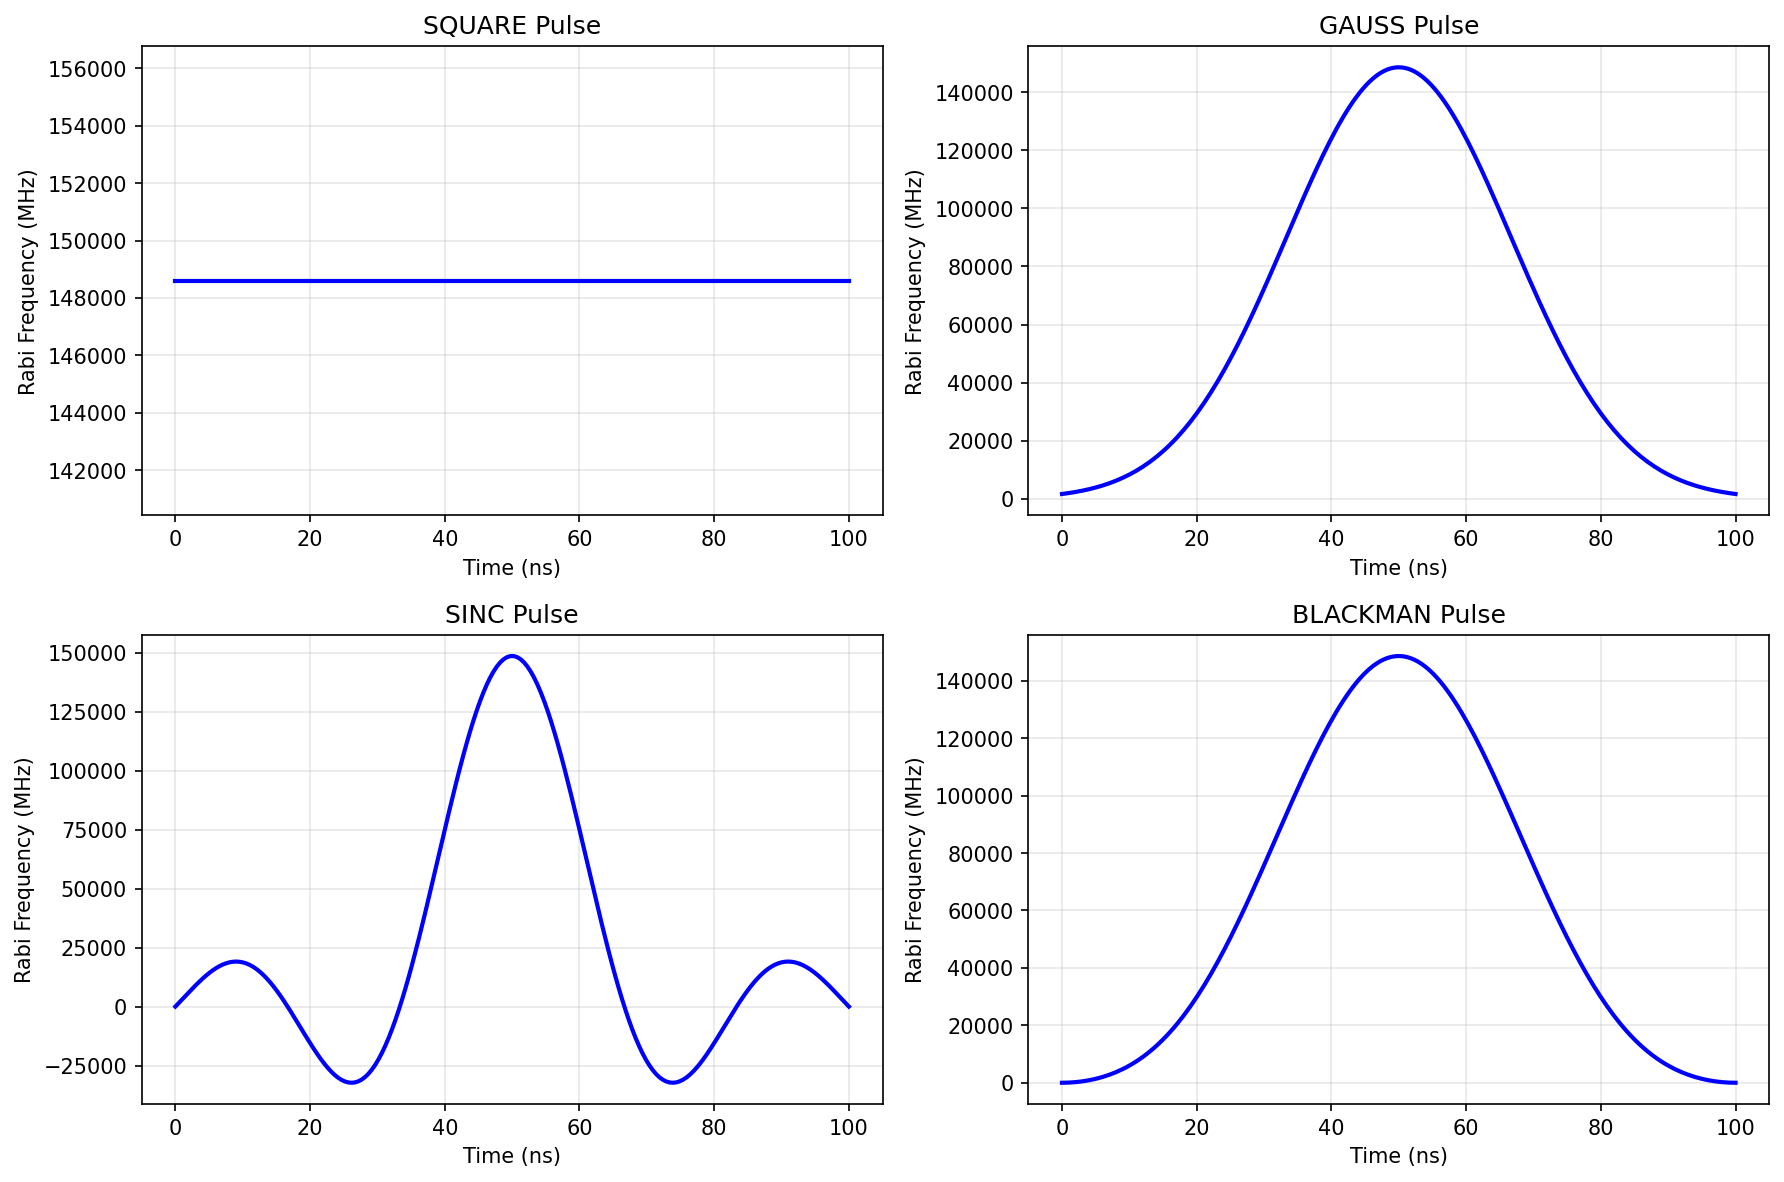 SQUARE Pulse
Rabi Frequency (MHz)
156000
154000
152000
150000
148000
146000
144000
142000
0 20 40 60 80 100
Time (ns)
GAUSS Pulse
Rabi Frequency (MHz)
140000
120000
100000
80000
60000
40000
20000
0
0 20 40 60 80 100
Time (ns)
SINC Pulse
Rabi Frequency (MHz)
150000
125000
100000
75000
50000
25000
0
−25000
0 20 40 60 80 100
Time (ns)
BLACKMAN Pulse
Rabi Frequency (MHz)
140000
120000
100000
80000
60000
40000
20000
0
0 20 40 60 80 100
Time (ns)